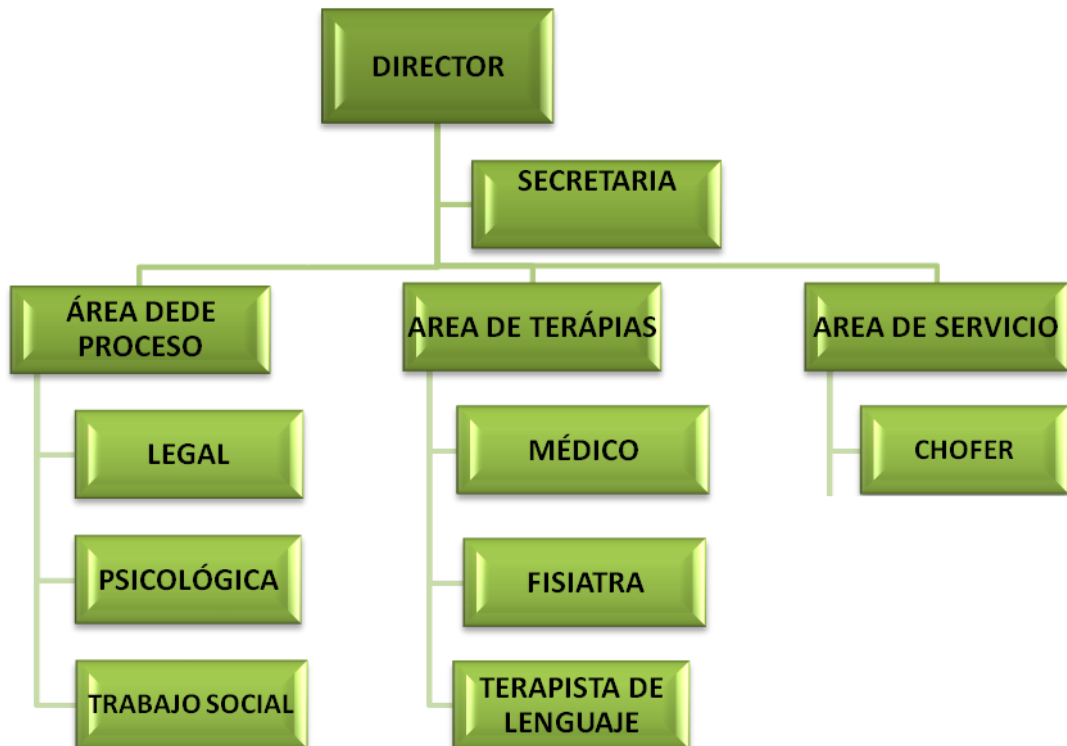 DIRECTOR
SECRETARIA
ÁREA DEDE
PROCESO
AREA DE TERÁPIAS
AREA DE SERVICIO
LEGAL
MÉDICO
CHOFER
PSICOLÓGICA
FISIATRA
TRABAJO SOCIAL
TERAPISTA DE
LENGUAJE